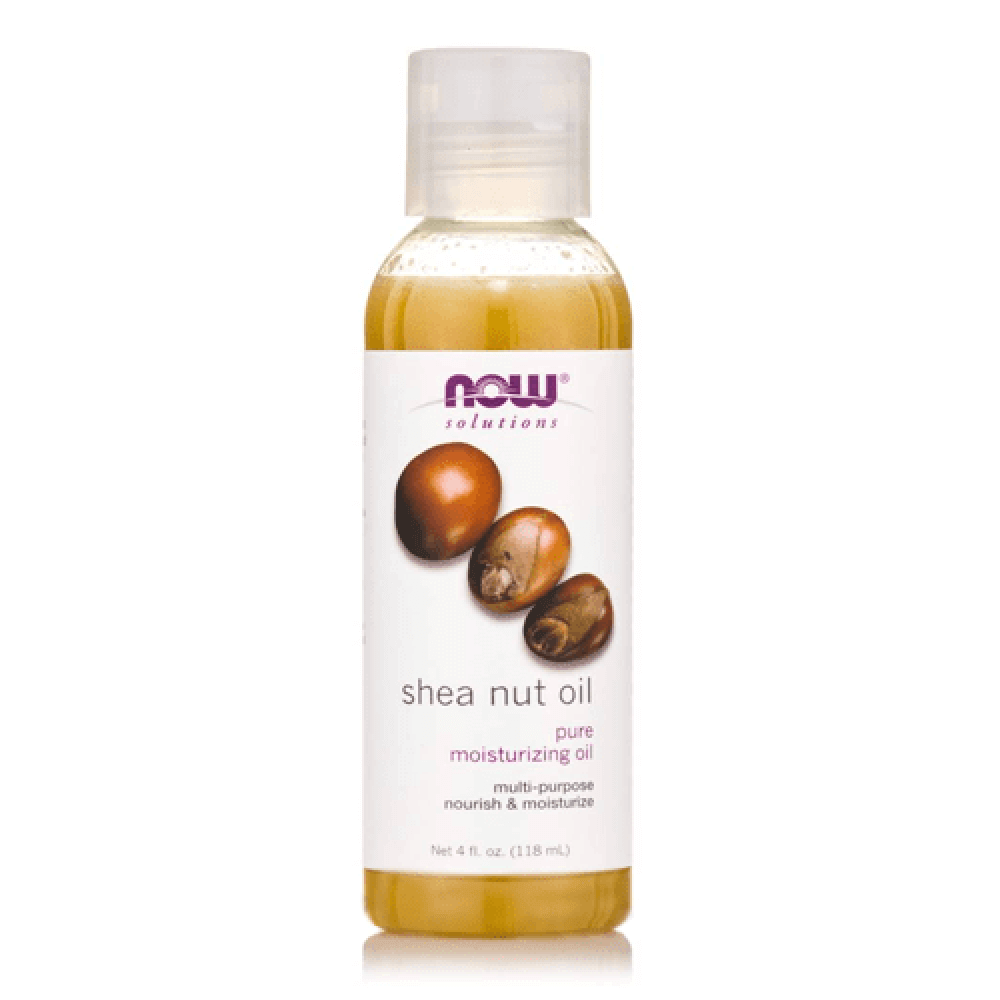 now®
solutions
shea nut oil
pure
moisturizing oil
multi-purpose
nourish & moisturize
Net 4 fl. oz. (118 mL)